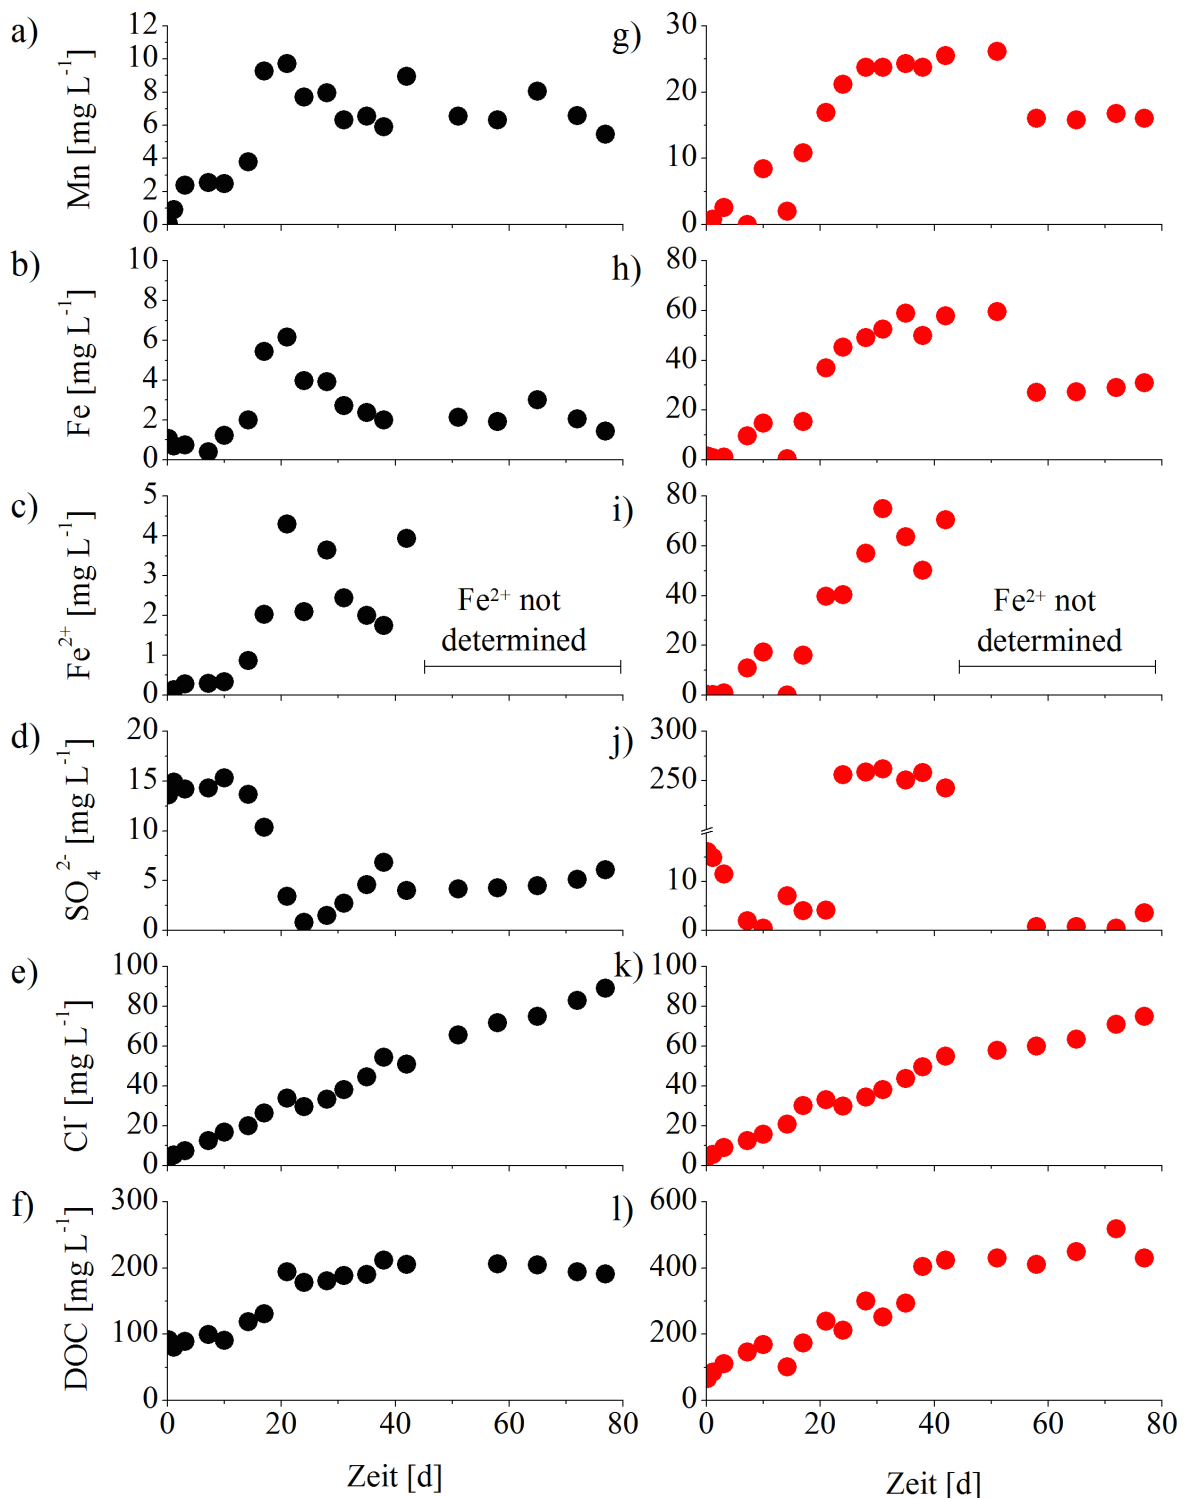 a)
Mn [mg L⁻¹]
12
10
8
6
4
2
0
g)
30
20
10
0
b)
Fe [mg L⁻¹]
10
8
6
4
2
0
h)
80
60
40
20
0
c)
Fe²⁺ [mg L⁻¹]
5
4
3
2
1
0
Fe²⁺ not
determined
i)
80
60
40
20
0
Fe²⁺ not
determined
d)
SO₄²⁻ [mg L⁻¹]
20
15
10
5
0
j)
300
250
10
0
e)
Cl⁻ [mg L⁻¹]
100
80
60
40
20
0
k)
100
80
60
40
20
0
f)
DOC [mg L⁻¹]
300
200
100
0
0 20 40 60 80
Zeit [d]
l)
600
400
200
0
0 20 40 60 80
Zeit [d]